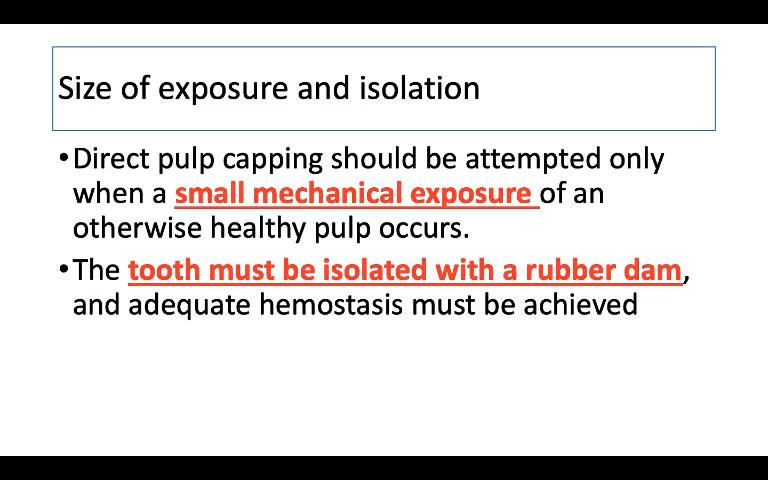 Size of exposure and isolation
•Direct pulp capping should be attempted only
when a small mechanical exposure of an
otherwise healthy pulp occurs.
•The tooth must be isolated with a rubber dam,
and adequate hemostasis must be achieved